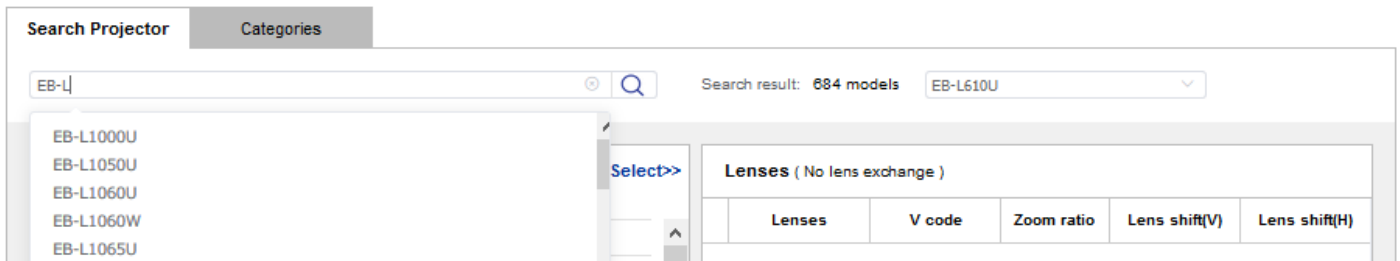 Search Projector Categories
EB-L Search result: 684 models EB-L610U
EB-L1000U
EB-L1050U
EB-L1060U
EB-L1060W
EB-L1065U
Select>>
Lenses ( No lens exchange )
Lenses V code Zoom ratio Lens shift(V) Lens shift(H)